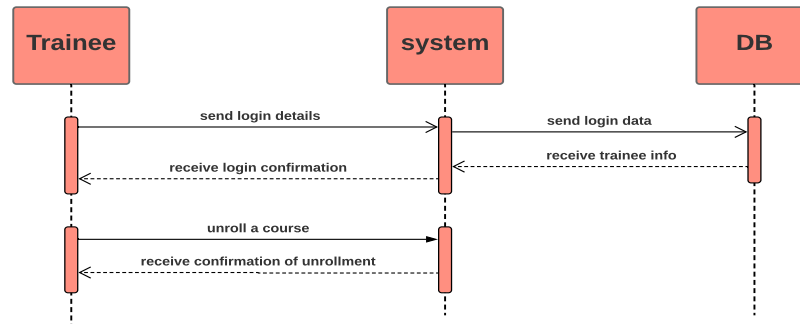 Trainee
system
DB
send login details
send login data
receive trainee info
receive login confirmation
unroll a course
receive confirmation of unrollment